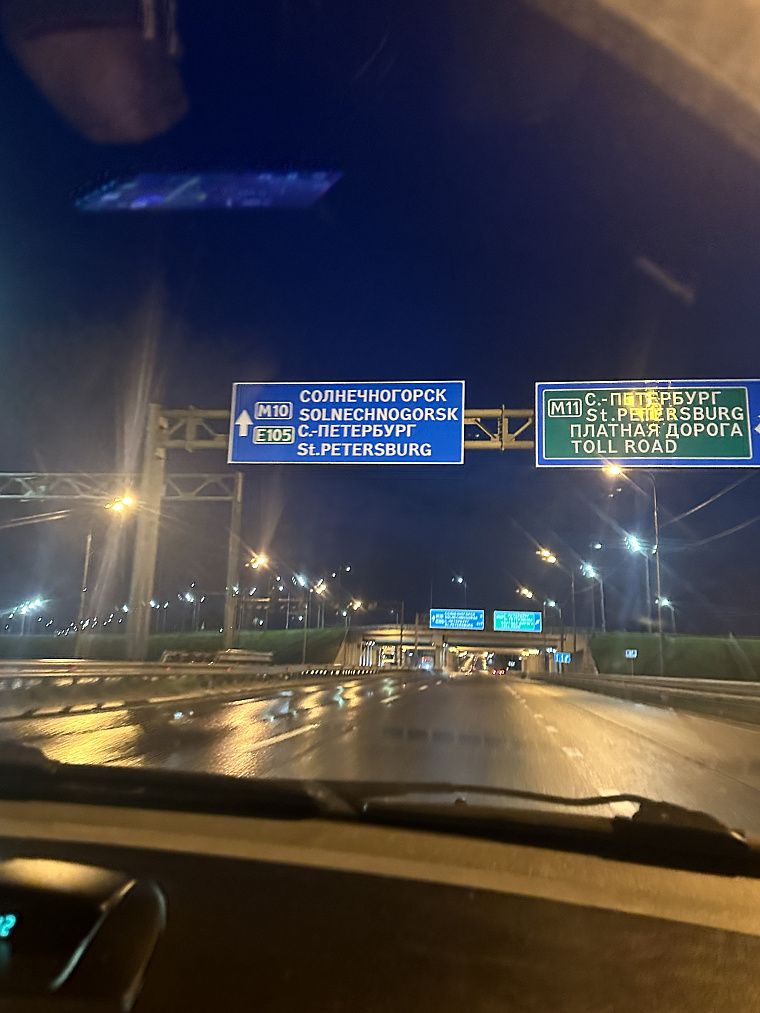 СОЛНЕЧНОГОРСК
M10 SOLNECHNOGORSK
E105 С.-ПЕТЕРБУРГ
St.PETERSBURG
M11 С.-ПЕТЕРБУРГ
St.PETERSBURG
ПЛАТНАЯ ДОРОГА
TOLL ROAD